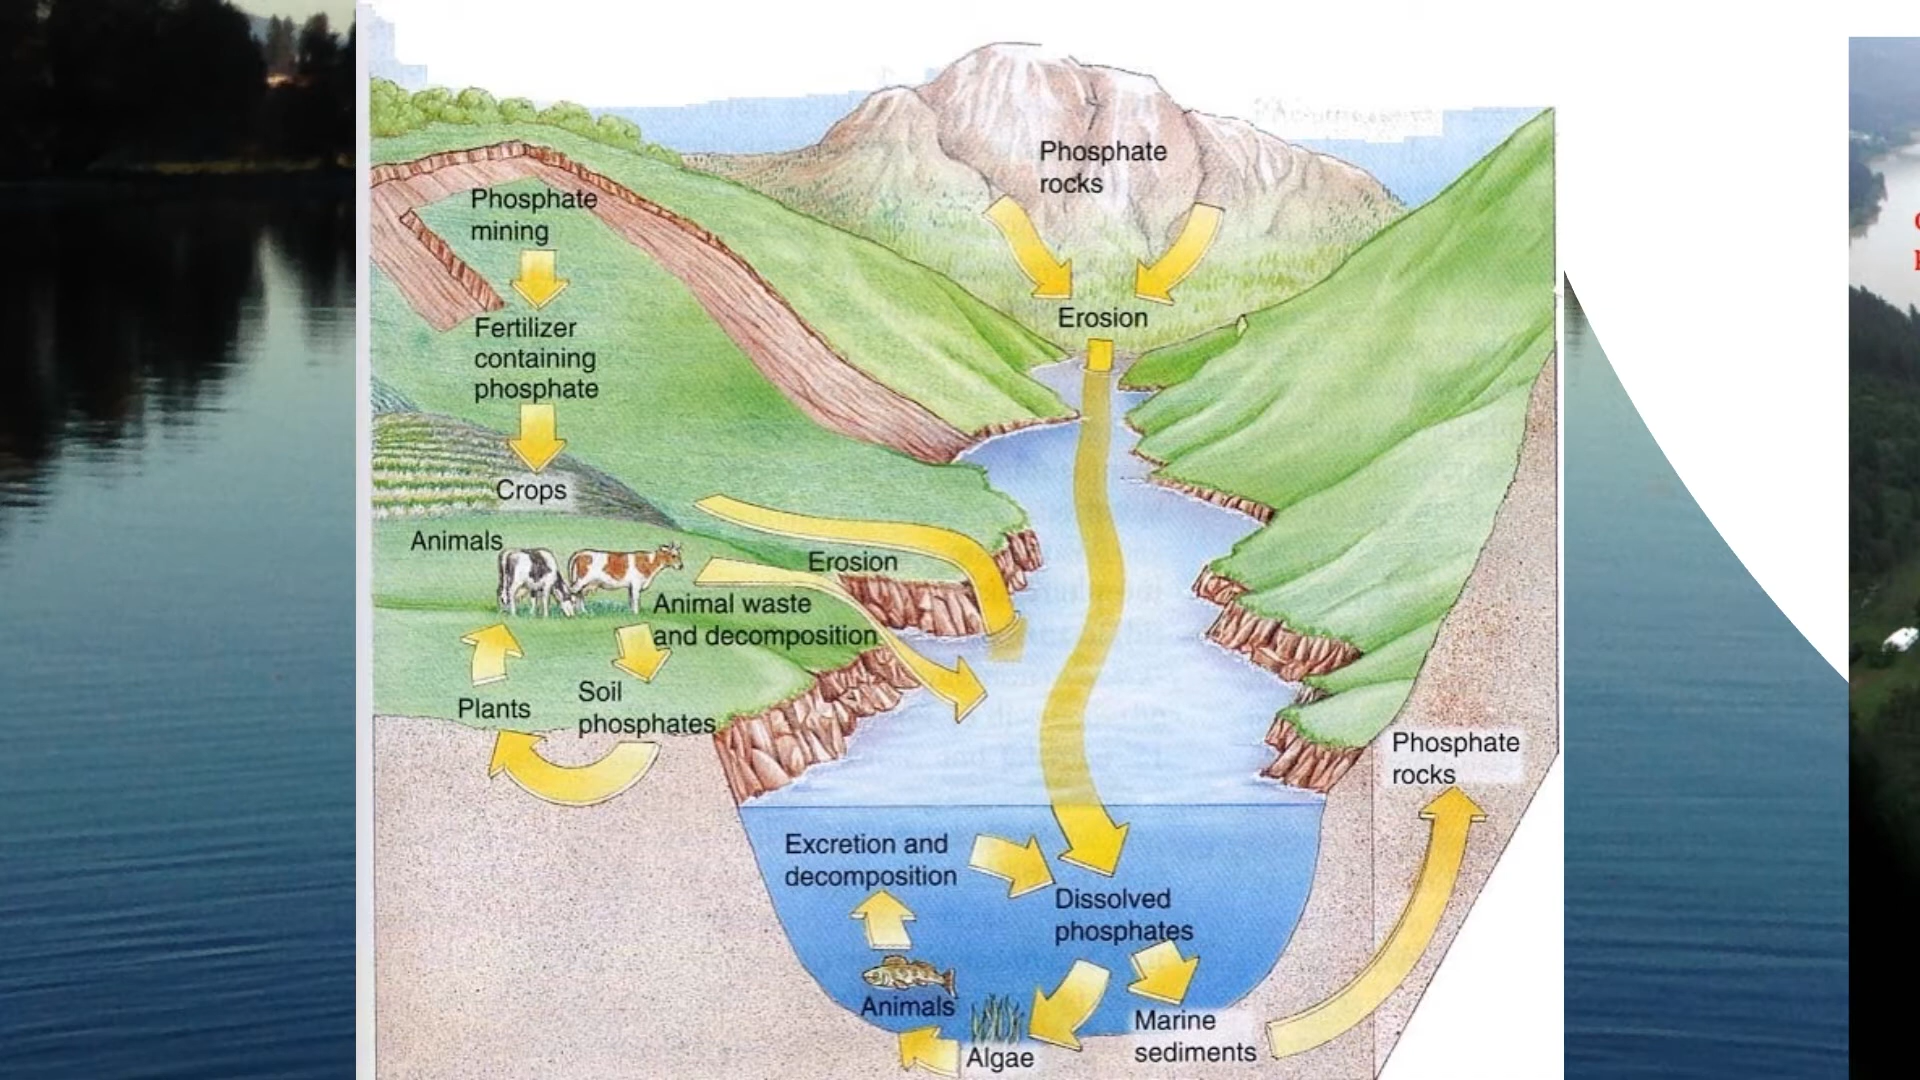 Phosphate
rocks
Phosphate
mining
Erosion
Fertilizer
containing
phosphate
Crops
Animals
Erosion
Animal waste
and decomposition
Plants
Soil
phosphates
Phosphate
rocks
Excretion and
decomposition
Dissolved
phosphates
Animals
Algae
Marine
sediments